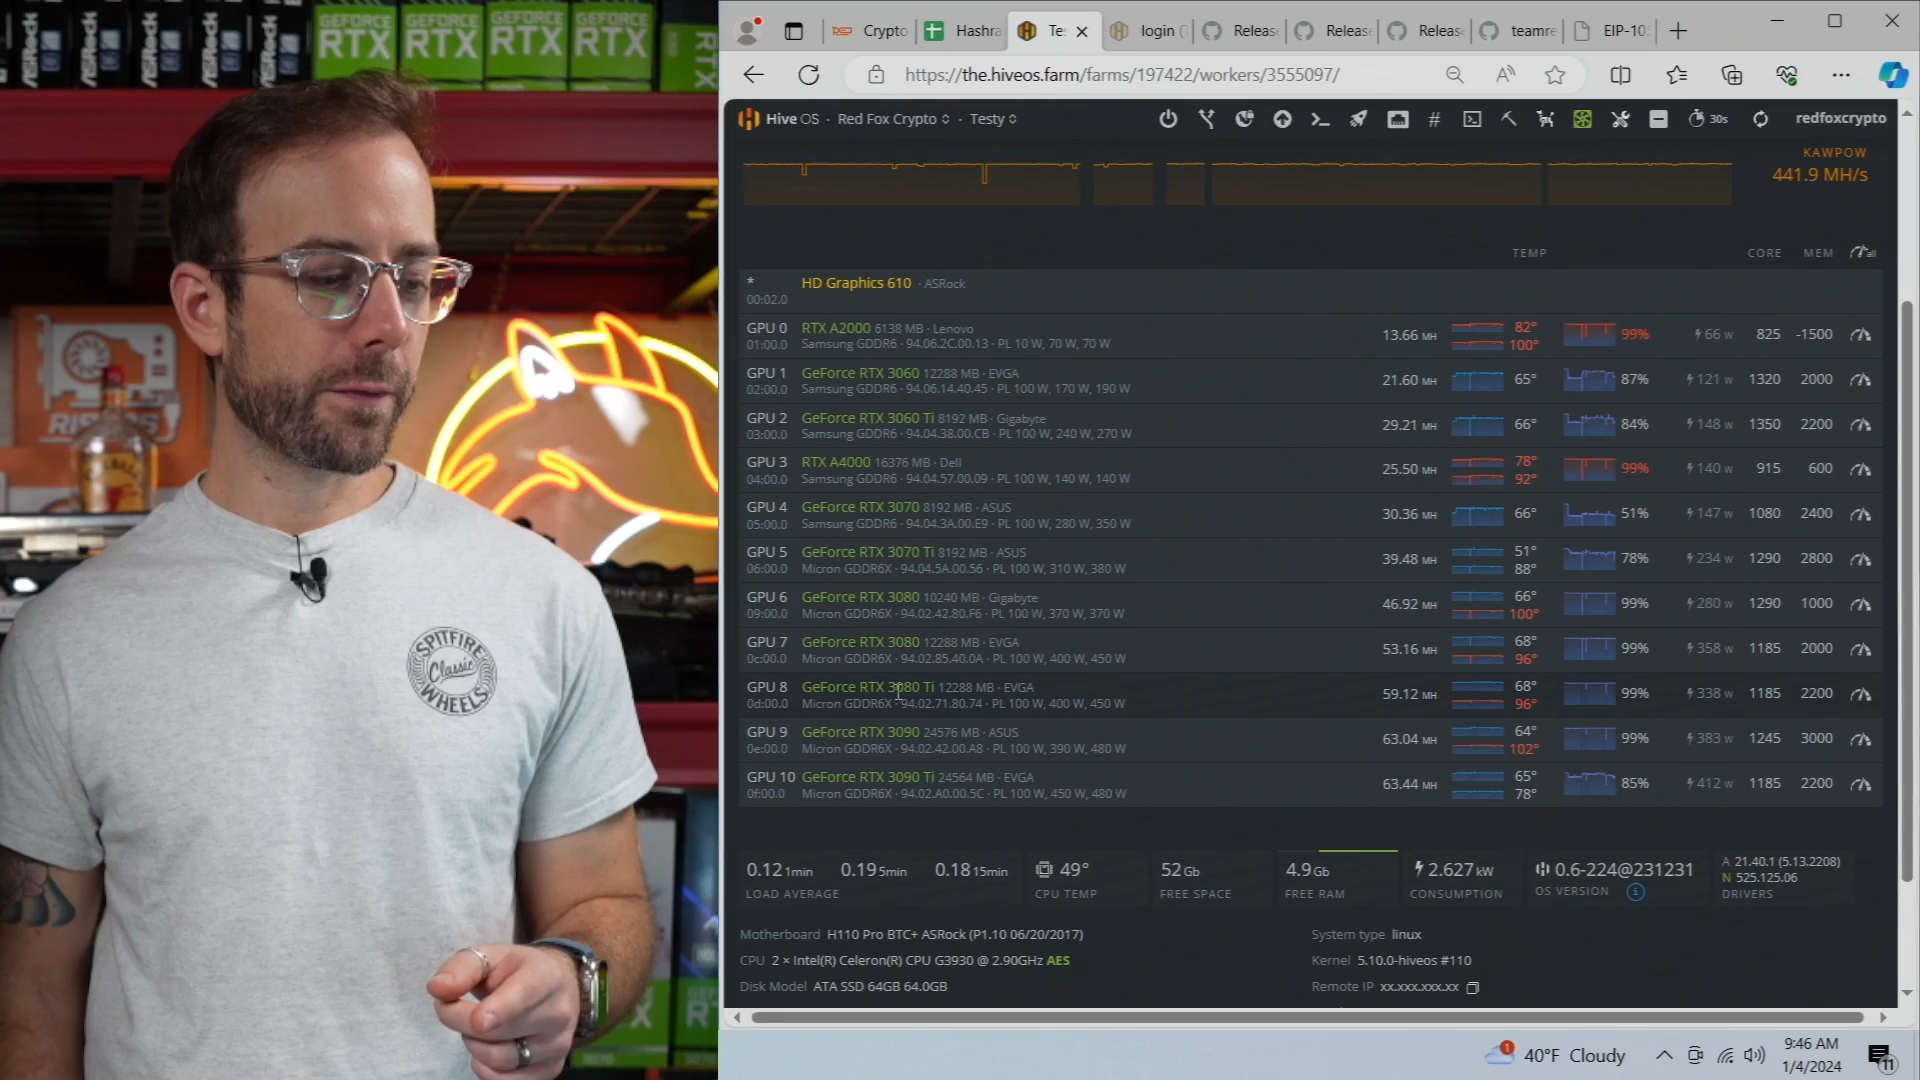 ASRock ASRock ASRock ASRock ASRock
GEFORCE RTX GEFORCE RTX GEFORCE RTX GEFORCE RTX
RTX
SPITFIRE
Classic
WHEELS
Crypto
Hashra
Tes
login (
Release
Release
Release
teamre
EIP-10
https://the.hiveos.farm/farms/197422/workers/3555097/
Hive OS · Red Fox Crypto · Testy
30s
redfoxcrypto
KAWPOW
441.9 MH/s
TEMP CORE MEM all
* HD Graphics 610 · ASRock
00:02.0
GPU 0 RTX A2000 6138 MB · Lenovo 13.66 MH 82° 99% 66 W 825 -1500
01:00.0 Samsung GDDR6 · 94.06.2C.00.13 · PL 10 W, 70 W, 70 W 100°
GPU 1 GeForce RTX 3060 12288 MB · EVGA 21.60 MH 65° 87% 121 W 1320 2000
02:00.0 Samsung GDDR6 · 94.06.14.40.45 · PL 100 W, 170 W, 190 W
GPU 2 GeForce RTX 3060 Ti 8192 MB · Gigabyte 29.21 MH 66° 84% 148 W 1350 2200
03:00.0 Samsung GDDR6 · 94.04.38.00.CB · PL 100 W, 240 W, 270 W
GPU 3 RTX A4000 16376 MB · Dell 25.50 MH 78° 99% 140 W 915 600
04:00.0 Samsung GDDR6 · 94.04.57.00.09 · PL 100 W, 140 W, 140 W 92°
GPU 4 GeForce RTX 3070 8192 MB · ASUS 30.36 MH 66° 51% 147 W 1080 2400
05:00.0 Samsung GDDR6 · 94.04.3A.00.E9 · PL 100 W, 280 W, 350 W
GPU 5 GeForce RTX 3070 Ti 8192 MB · ASUS 39.48 MH 51° 78% 234 W 1290 2800
06:00.0 Micron GDDR6X · 94.04.5A.00.56 · PL 100 W, 310 W, 380 W 88°
GPU 6 GeForce RTX 3080 10240 MB · Gigabyte 46.92 MH 66° 99% 280 W 1290 1000
09:00.0 Micron GDDR6X · 94.02.42.80.F6 · PL 100 W, 370 W, 370 W 100°
GPU 7 GeForce RTX 3080 12288 MB · EVGA 53.16 MH 68° 99% 358 W 1185 2000
0c:00.0 Micron GDDR6X · 94.02.85.40.0A · PL 100 W, 400 W, 450 W 96°
GPU 8 GeForce RTX 3080 Ti 12288 MB · EVGA 59.12 MH 68° 99% 338 W 1185 2200
0d:00.0 Micron GDDR6X · 94.02.71.80.74 · PL 100 W, 400 W, 450 W 96°
GPU 9 GeForce RTX 3090 24576 MB · ASUS 63.04 MH 64° 99% 383 W 1245 3000
0e:00.0 Micron GDDR6X · 94.02.42.00.A8 · PL 100 W, 390 W, 480 W 102°
GPU 10 GeForce RTX 3090 Ti 24564 MB · EVGA 63.44 MH 65° 85% 412 W 1185 2200
0f:00.0 Micron GDDR6X · 94.02.A0.00.5C · PL 100 W, 450 W, 480 W 78°
0.12 1min 0.19 5min 0.18 15min 49° 52 Gb 4.9 Gb 2.627 kW 0.6-224@231231 A 21.40.1 (5.13.2208)
N 525.125.06
LOAD AVERAGE CPU TEMP FREE SPACE FREE RAM CONSUMPTION OS VERSION DRIVERS
Motherboard H110 Pro BTC+ ASRock (P1.10 06/20/2017) System type linux
CPU 2 × Intel(R) Celeron(R) CPU G3930 @ 2.90GHz AES Kernel 5.10.0-hiveos #110
Disk Model ATA SSD 64GB 64.0GB Remote IP xx.xxx.xxx.xx
1 40°F Cloudy 9:46 AM
1/4/2024 11